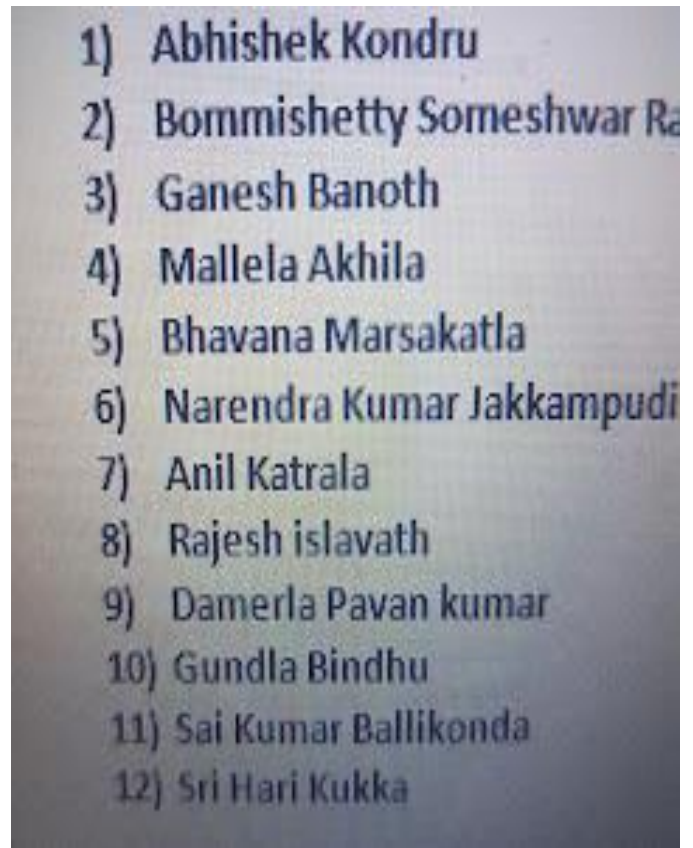 1) Abhishek Kondru
2) Bommishetty Someshwar
3) Ganesh Banoth
4) Mallela Akhila
5) Bhavana Marsakatla
6) Narendra Kumar Jakkampudi
7) Anil Katrala
8) Rajesh islavath
9) Damerla Pavan kumar
10) Gundla Bindhu
11) Sai Kumar Ballikonda
12) Sri Hari Kukka